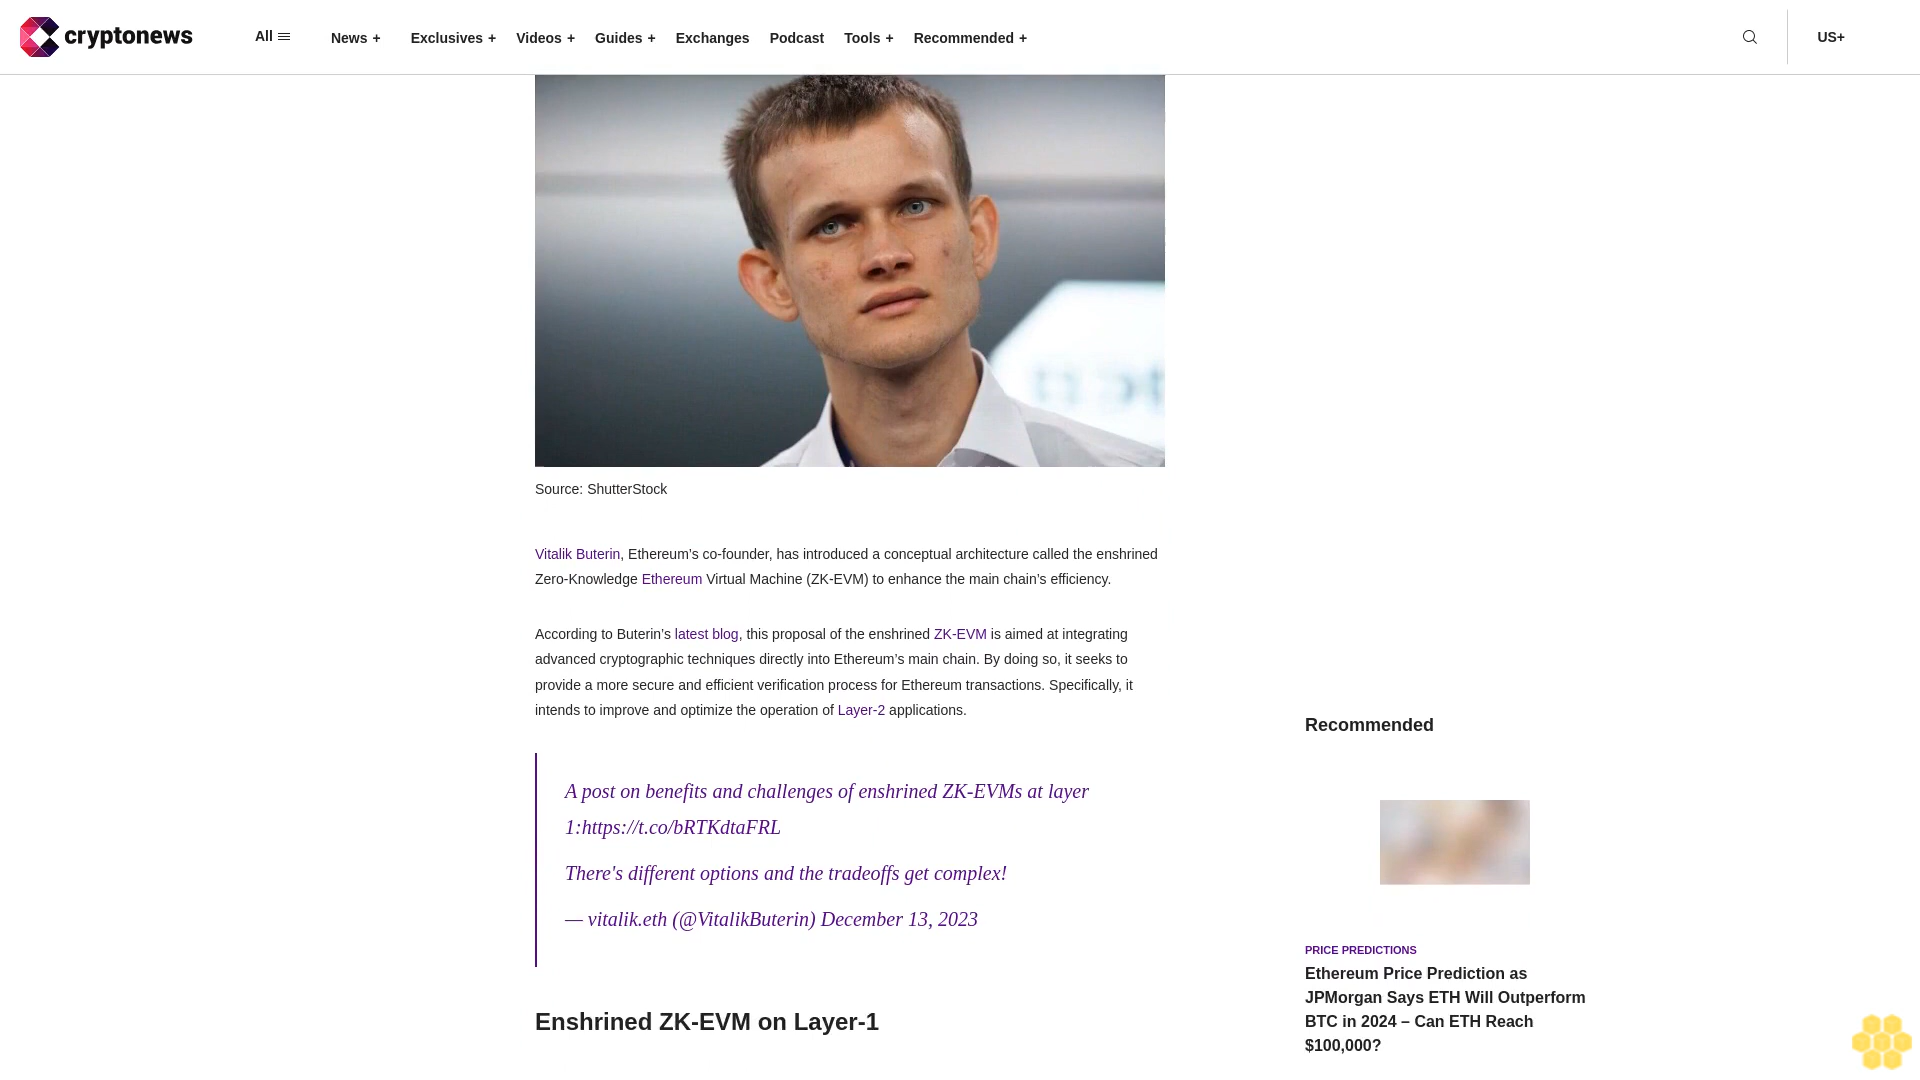 cryptonews
All
News +
Exclusives +
Videos +
Guides +
Exchanges
Podcast
Tools +
Recommended +
US+
Source: ShutterStock
Vitalik Buterin, Ethereum’s co-founder, has introduced a conceptual architecture called the enshrined
Zero-Knowledge Ethereum Virtual Machine (ZK-EVM) to enhance the main chain’s efficiency.
According to Buterin’s latest blog, this proposal of the enshrined ZK-EVM is aimed at integrating
advanced cryptographic techniques directly into Ethereum’s main chain. By doing so, it seeks to
provide a more secure and efficient verification process for Ethereum transactions. Specifically, it
intends to improve and optimize the operation of Layer-2 applications.
A post on benefits and challenges of enshrined ZK-EVMs at layer
1:https://t.co/bRTKdtaFRL
There's different options and the tradeoffs get complex!
— vitalik.eth (@VitalikButerin) December 13, 2023
Enshrined ZK-EVM on Layer-1
Recommended
PRICE PREDICTIONS
Ethereum Price Prediction as
JPMorgan Says ETH Will Outperform
BTC in 2024 – Can ETH Reach
$100,000?